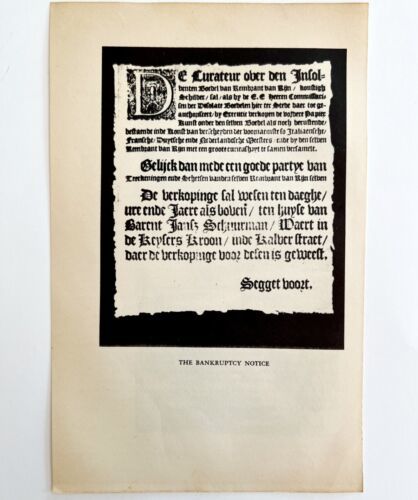 DE Curateur over den Insol-
venten Boedel van Rembrant van Rijn / konstigh
Schilder / sal / als by de E. E. Heeren Commissari-
sen der Desolate Boedelen hier ter Stede daer toe ge-
authoriseert / by Executie verkopen de vordere Papier
Kunst onder den selven Boedel als noch berustende /
bestaende inde Konst van verscheyden der voornaemste so Italiaensche /
Fransche / Duytsche ende Nederlandtsche Meesters / ende by den selven
Rembrant van Rijn met een groote curieusheyt te samen versamelt.
Gelijck dan mede een goede partye van
Teeckeningen ende Schetsen vanden selven Rembrant van Rijn selven
De verkopinge sal wesen ten daeghe /
ure ende Jaere als boven / ten huyse van
Barent Jansz Schuurman / Waert in
de Keysers Kroon / inde Kalverstraet /
daer de verkopinge voor desen is geweest.
Segget voort.
THE BANKRUPTCY NOTICE